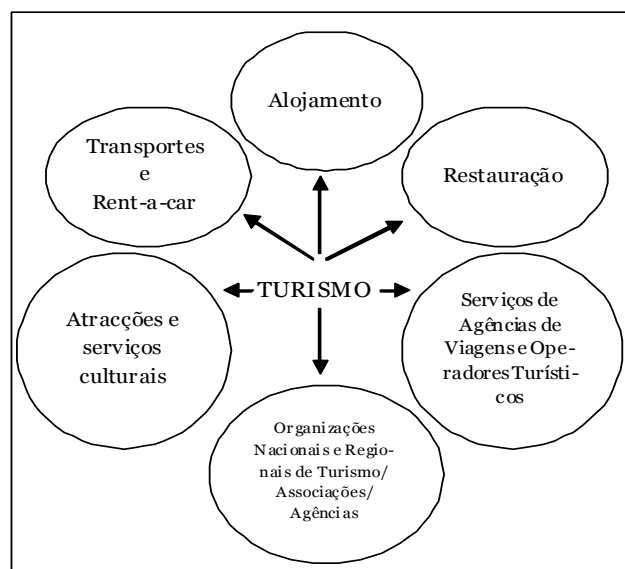 Alojamento
Transportes
e
Rent-a-car
Restauração
TURISMO
Atracções e
serviços
culturais
Serviços de
Agências de
Viagens e Ope-
radores Turísti-
cos
Organizações
Nacionais e Regio-
nais de Turismo/
Associações/
Agências